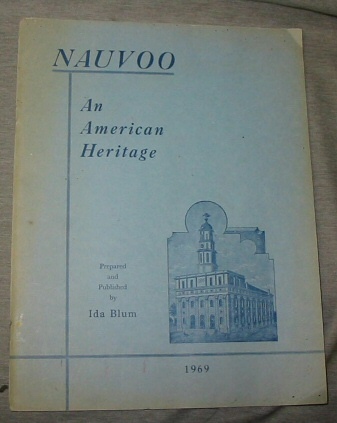 NAUVOO
An
American
Heritage
Prepared
and
Published
by
Ida Blum
1969